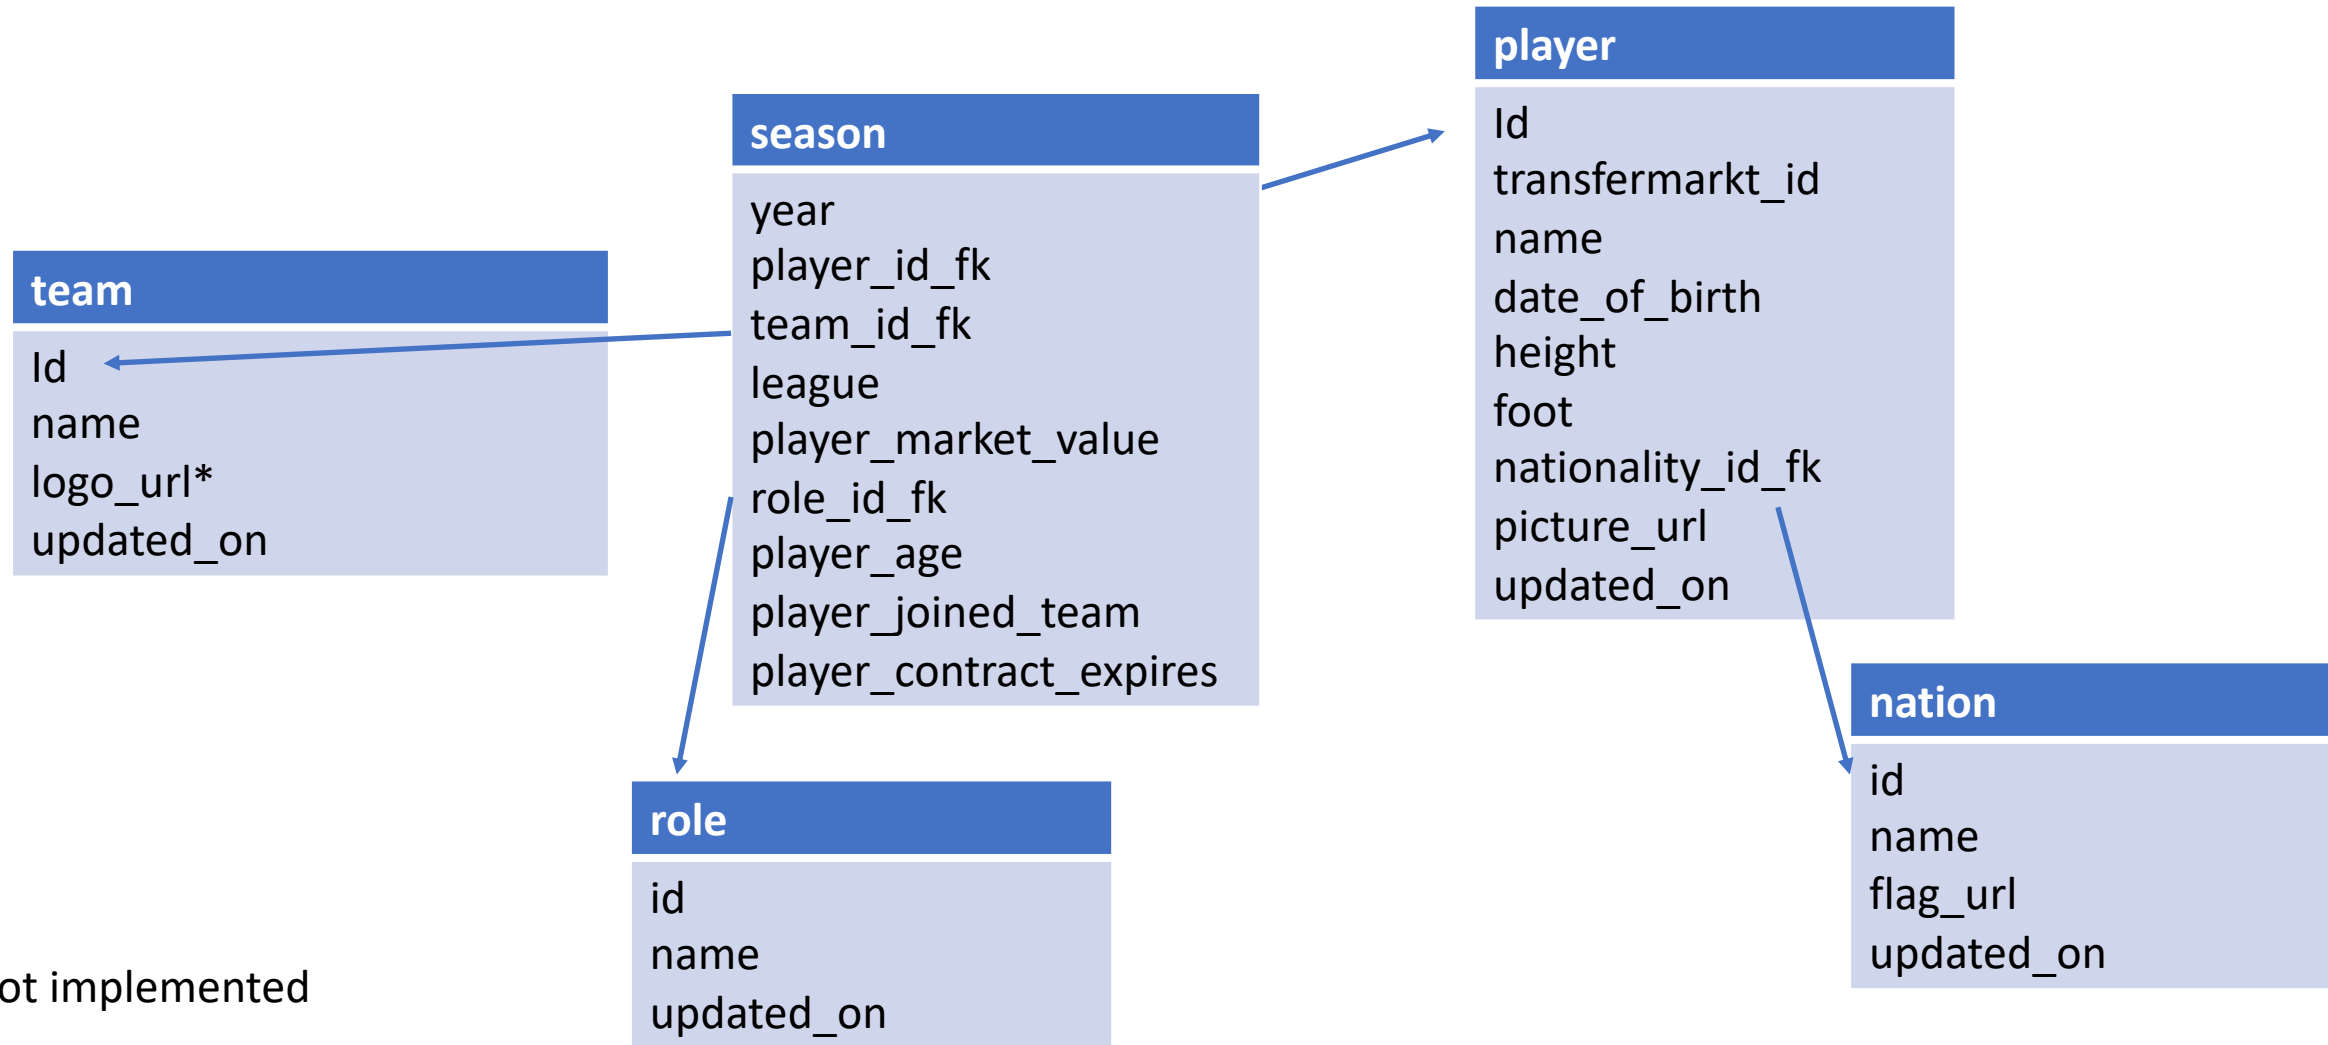 team
Id
name
logo_url*
updated_on
season
year
player_id_fk
team_id_fk
league
player_market_value
role_id_fk
player_age
player_joined_team
player_contract_expires
player
Id
transfermarkt_id
name
date_of_birth
height
foot
nationality_id_fk
picture_url
updated_on
role
id
name
updated_on
nation
id
name
flag_url
updated_on
implemented